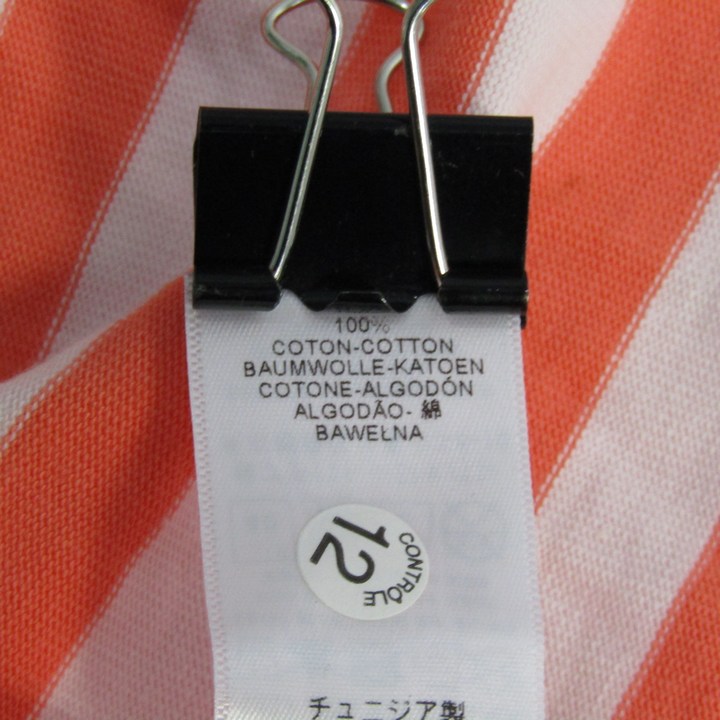 100%
COTON-COTTON
BAUMWOLLE-KATOEN
COTONE-ALGODÓN
ALGODÃO- 綿
BAWEŁNA
12
CONTRÔLE
チュニジア製